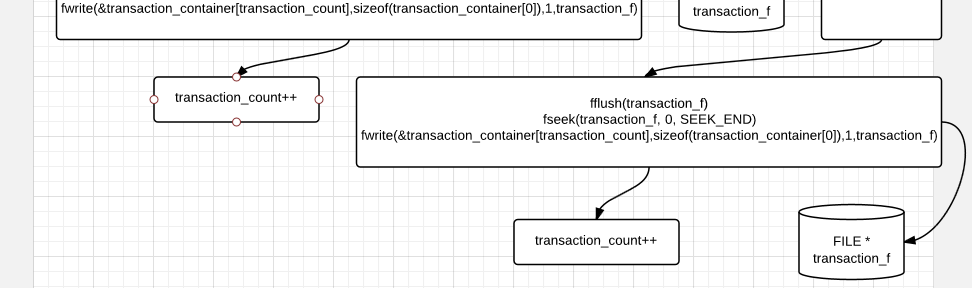 fwrite(&transaction_container[transaction_count],sizeof(transaction_container[0]),1,transaction_f)
transaction_f
transaction_count++
fflush(transaction_f)
fseek(transaction_f, 0, SEEK_END)
fwrite(&transaction_container[transaction_count],sizeof(transaction_container[0]),1,transaction_f)
transaction_count++
FILE *
transaction_f